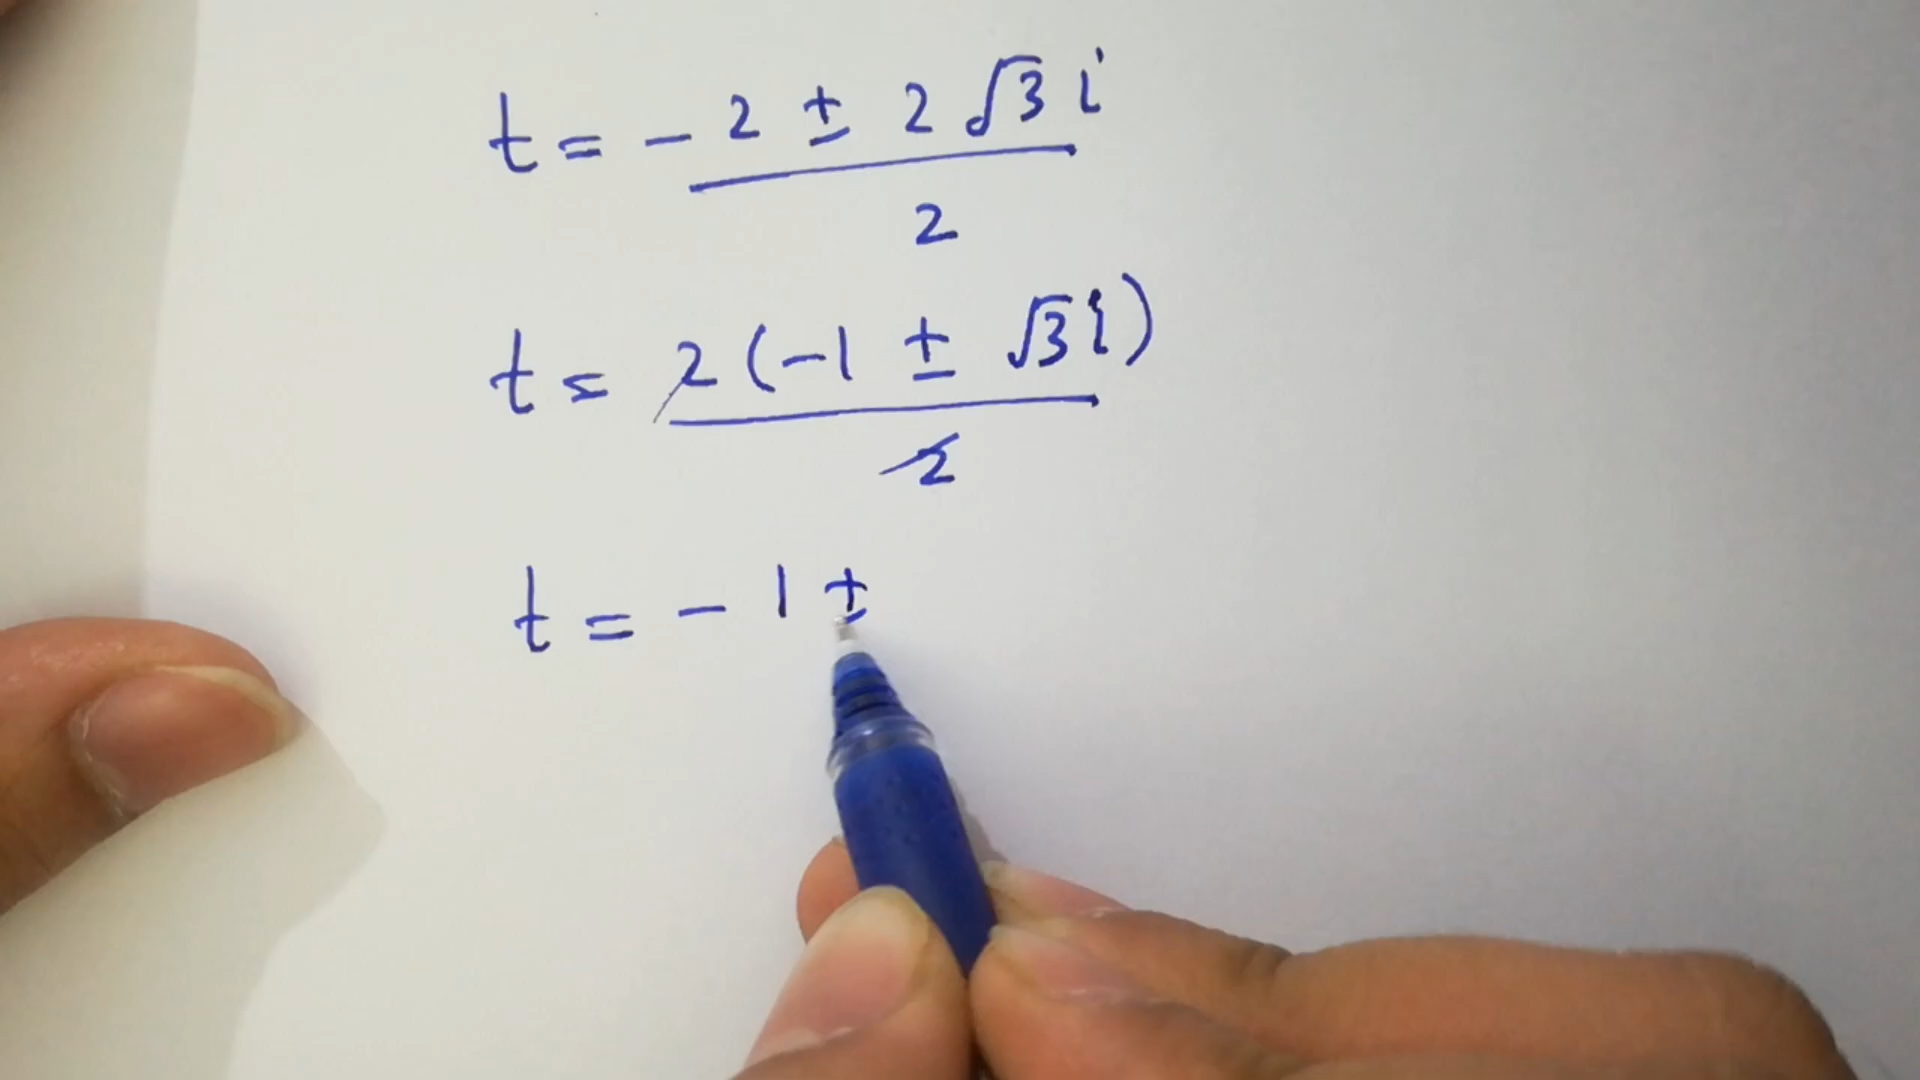 t = - 2 ± 2 √3 i
2
t = 2 (-1 ± √3 i)
2
t = - 1 ±